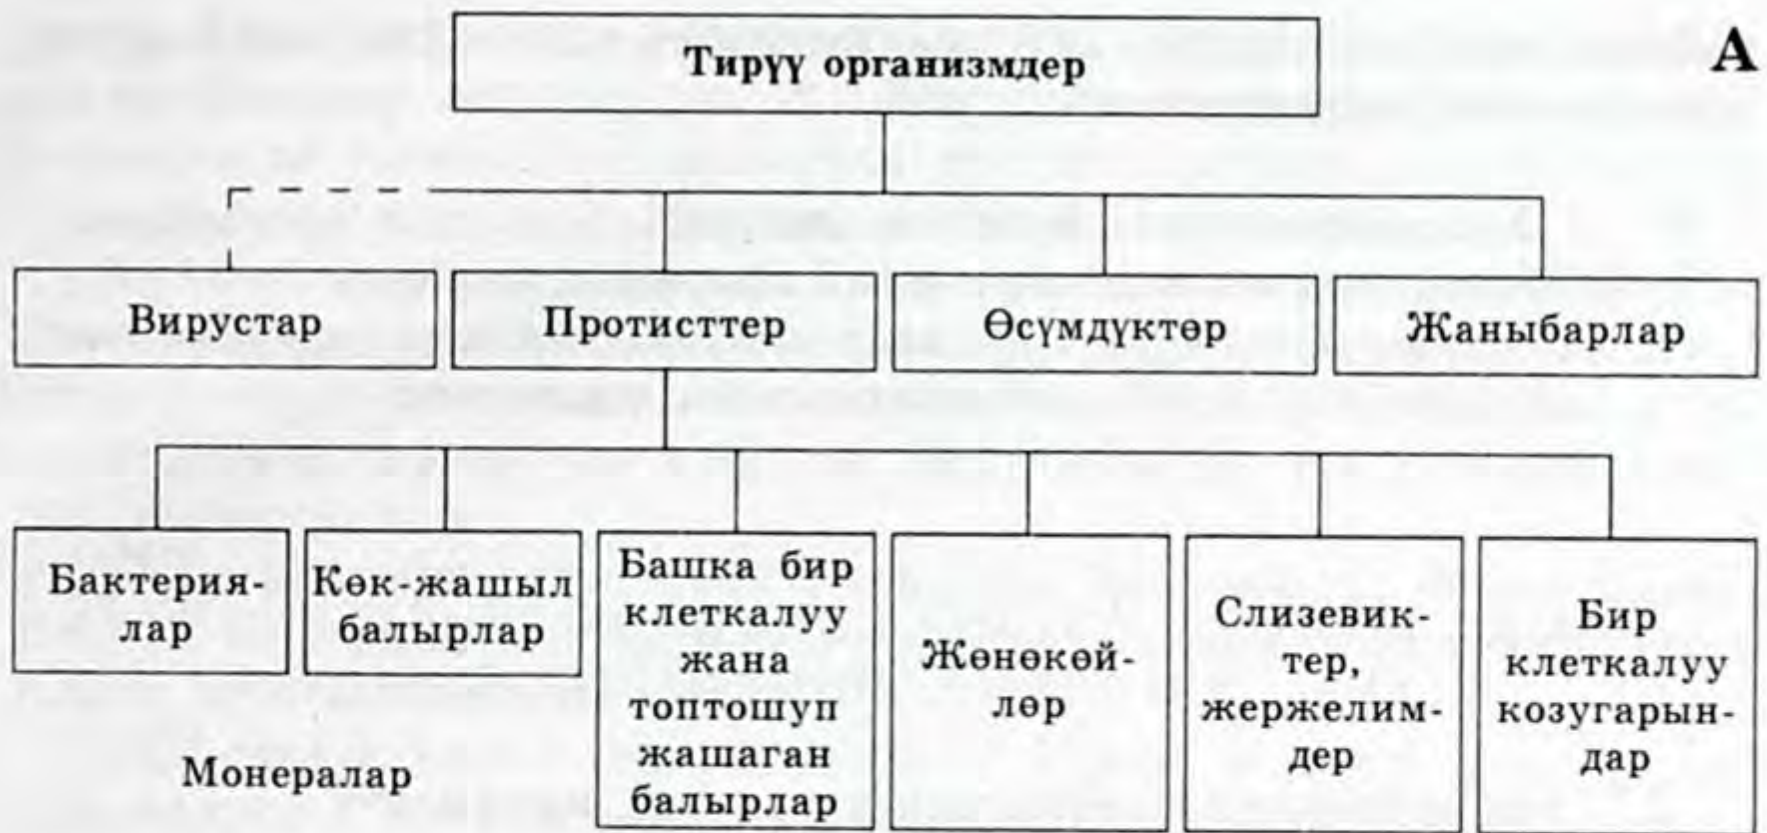 Тирүү организмдер
А
Вирустар
Протисттер
Өсүмдүктөр
Жаныбарлар
Бактерия-
лар
Көк-жашыл
балырлар
Башка бир
клеткалуу
жана
топтошуп
жашаган
балырлар
Жөнөкөй-
лөр
Слизевик-
тер,
жержелим-
дер
Бир
клеткалуу
козугарын-
дар
Монералар